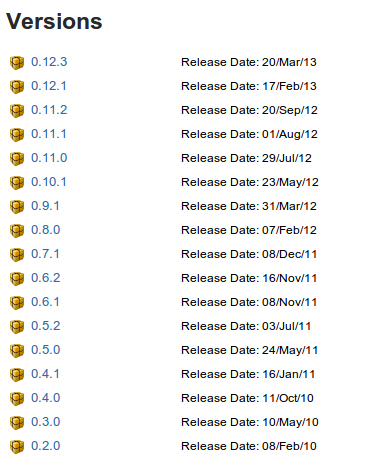 Versions
0.12.3 Release Date: 20/Mar/13
0.12.1 Release Date: 17/Feb/13
0.11.2 Release Date: 20/Sep/12
0.11.1 Release Date: 01/Aug/12
0.11.0 Release Date: 29/Jul/12
0.10.1 Release Date: 23/May/12
0.9.1 Release Date: 31/Mar/12
0.8.0 Release Date: 07/Feb/12
0.7.1 Release Date: 08/Dec/11
0.6.2 Release Date: 16/Nov/11
0.6.1 Release Date: 08/Nov/11
0.5.2 Release Date: 03/Jul/11
0.5.0 Release Date: 24/May/11
0.4.1 Release Date: 16/Jan/11
0.4.0 Release Date: 11/Oct/10
0.3.0 Release Date: 10/May/10
0.2.0 Release Date: 08/Feb/10